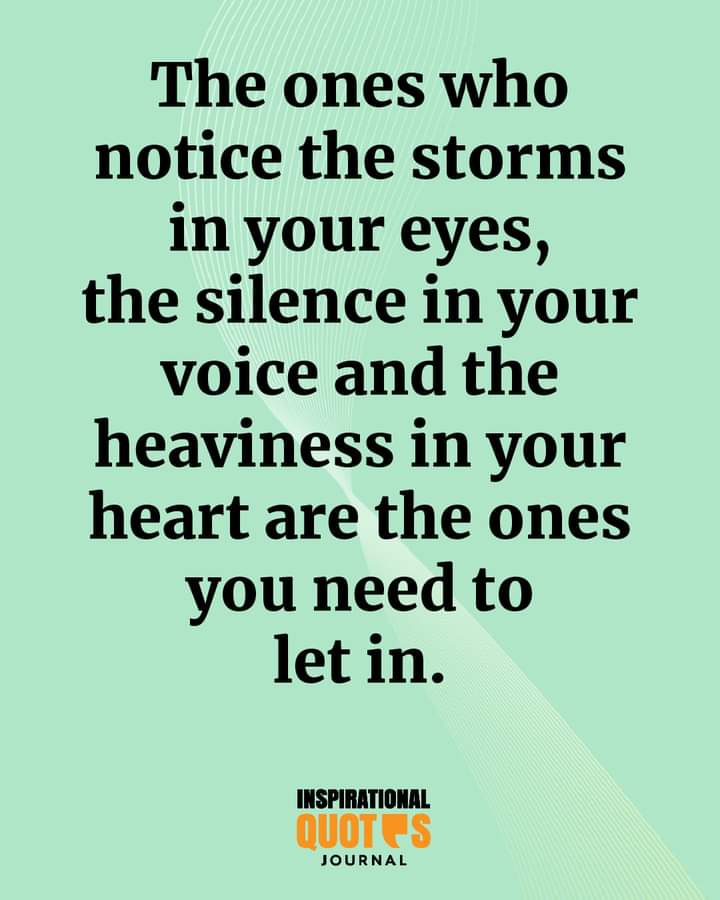 The ones who
notice the storms
in your eyes,
the silence in your
voice and the
heaviness in your
heart are the ones
you need to
let in.
INSPIRATIONAL
QUOTES
JOURNAL